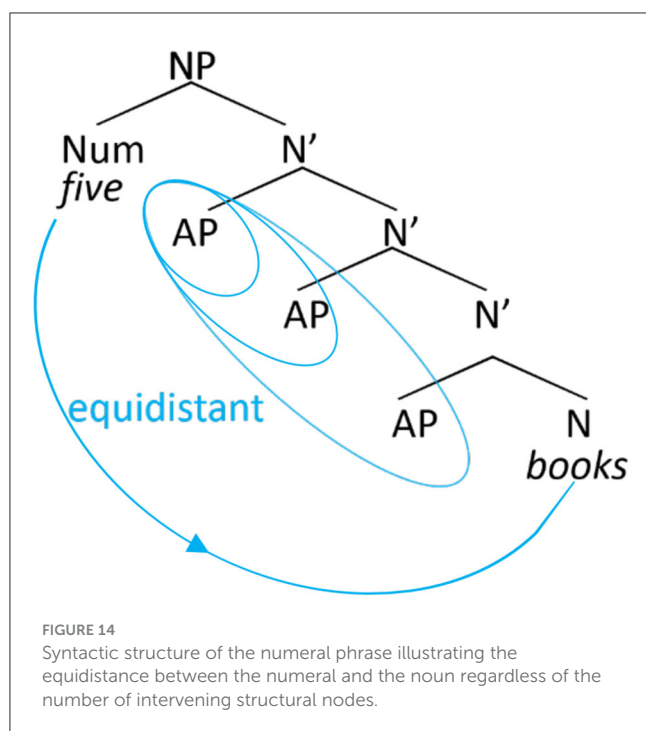 NP
Num N’
five
AP N’
AP N’
equidistant
AP N
books
FIGURE 14
Syntactic structure of the numeral phrase illustrating the
equidistance between the numeral and the noun regardless of the
number of intervening structural nodes.